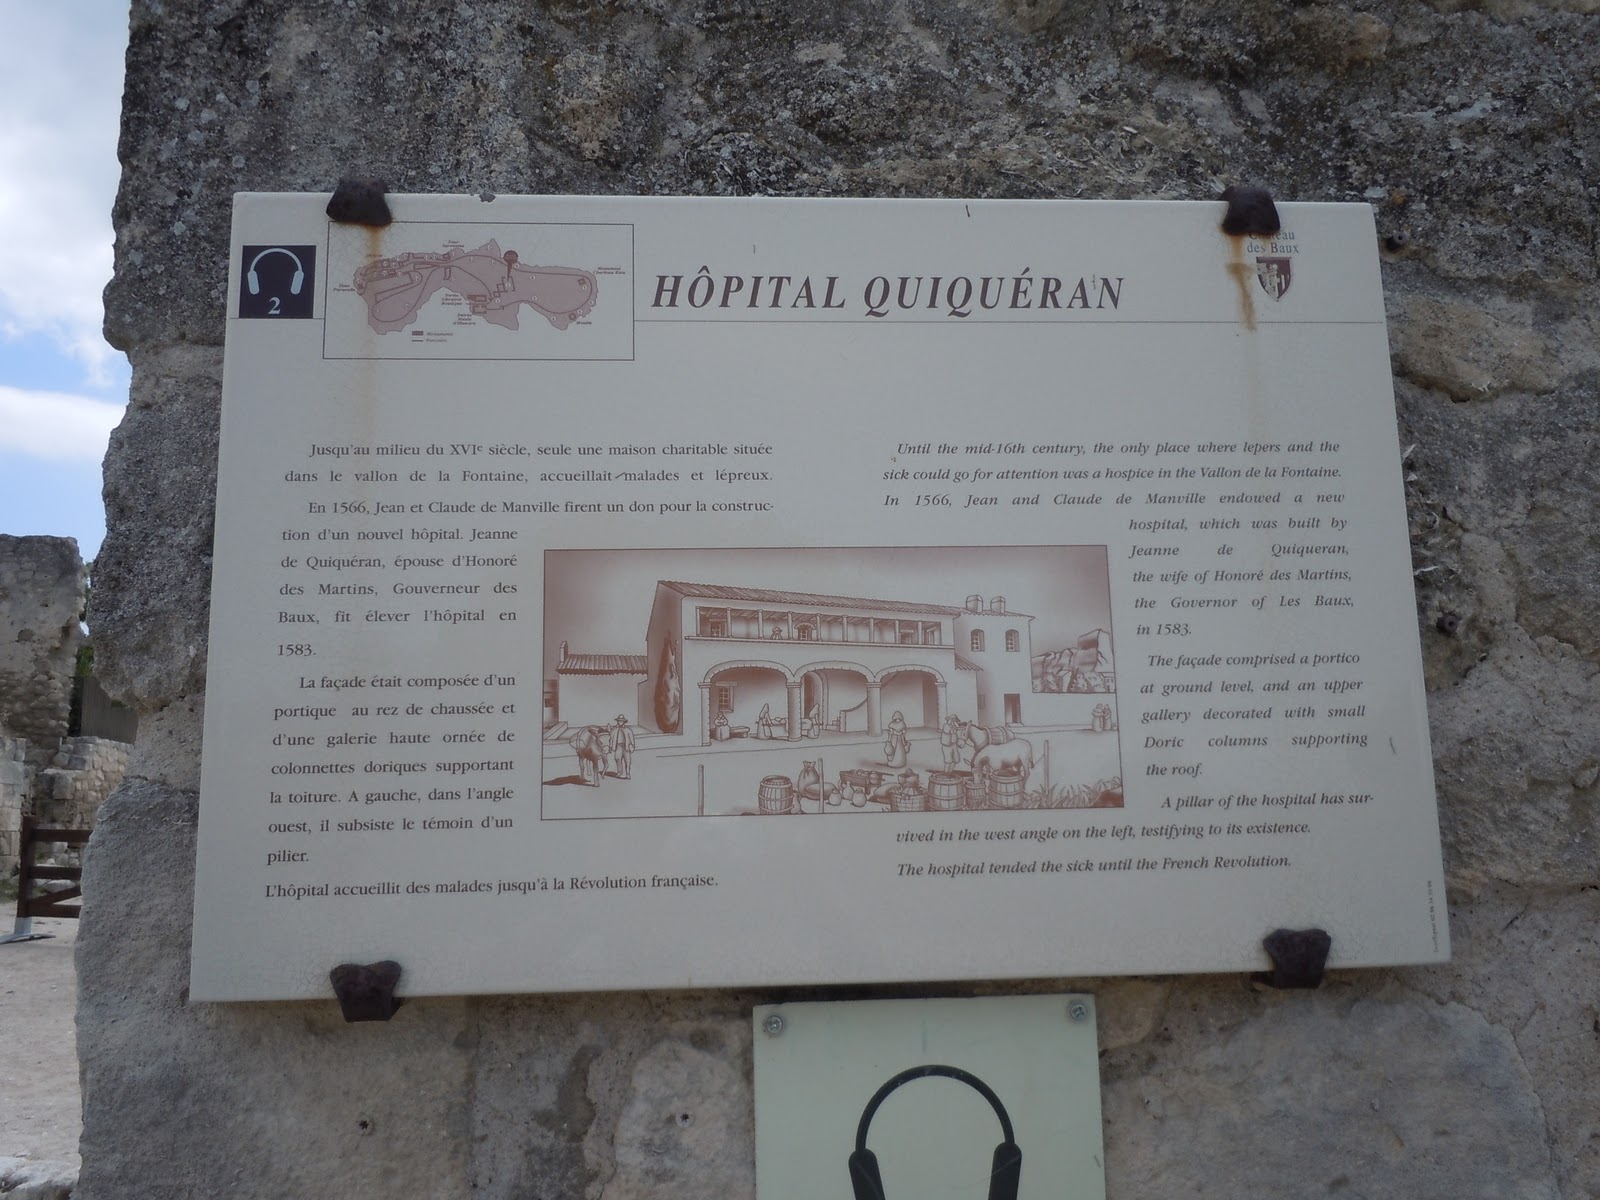 2
HÔPITAL QUIQUÉRAN
des Baux
Jusqu'au milieu du XVIe siècle, seule une maison charitable située
dans le vallon de la Fontaine, accueillait malades et lépreux.
En 1566, Jean et Claude de Manville firent un don pour la construc-
tion d'un nouvel hôpital. Jeanne
de Quiquéran, épouse d'Honoré
des Martins, Gouverneur des
Baux, fit élever l'hôpital en
1583.
La façade était composée d'un
portique au rez de chaussée et
d'une galerie haute ornée de
colonnettes doriques supportant
la toiture. A gauche, dans l'angle
ouest, il subsiste le témoin d'un
pilier.
L'hôpital accueillit des malades jusqu'à la Révolution française.
Until the mid-16th century, the only place where lepers and the
sick could go for attention was a hospice in the Vallon de la Fontaine.
In 1566, Jean and Claude de Manville endowed a new
hospital, which was built by
Jeanne de Quiqueran,
the wife of Honoré des Martins,
the Governor of Les Baux,
in 1583.
The façade comprised a portico
at ground level, and an upper
gallery decorated with small
Doric columns supporting
the roof.
A pillar of the hospital has sur-
vived in the west angle on the left, testifying to its existence.
The hospital tended the sick until the French Revolution.